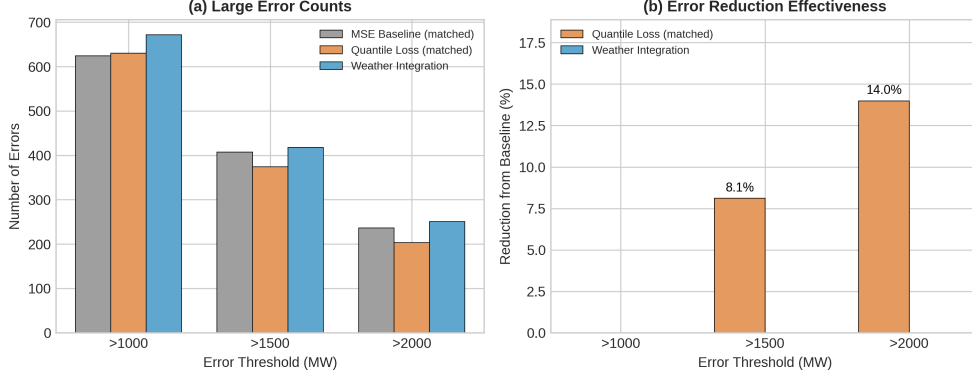 (a) Large Error Counts
MSE Baseline (matched)
Quantile Loss (matched)
Weather Integration
Number of Errors
700
600
500
400
300
200
100
0
>1000
>1500
>2000
Error Threshold (MW)
(b) Error Reduction Effectiveness
Quantile Loss (matched)
Weather Integration
Reduction from Baseline (%)
17.5
15.0
12.5
10.0
7.5
5.0
2.5
0.0
8.1%
14.0%
>1000
>1500
>2000
Error Threshold (MW)